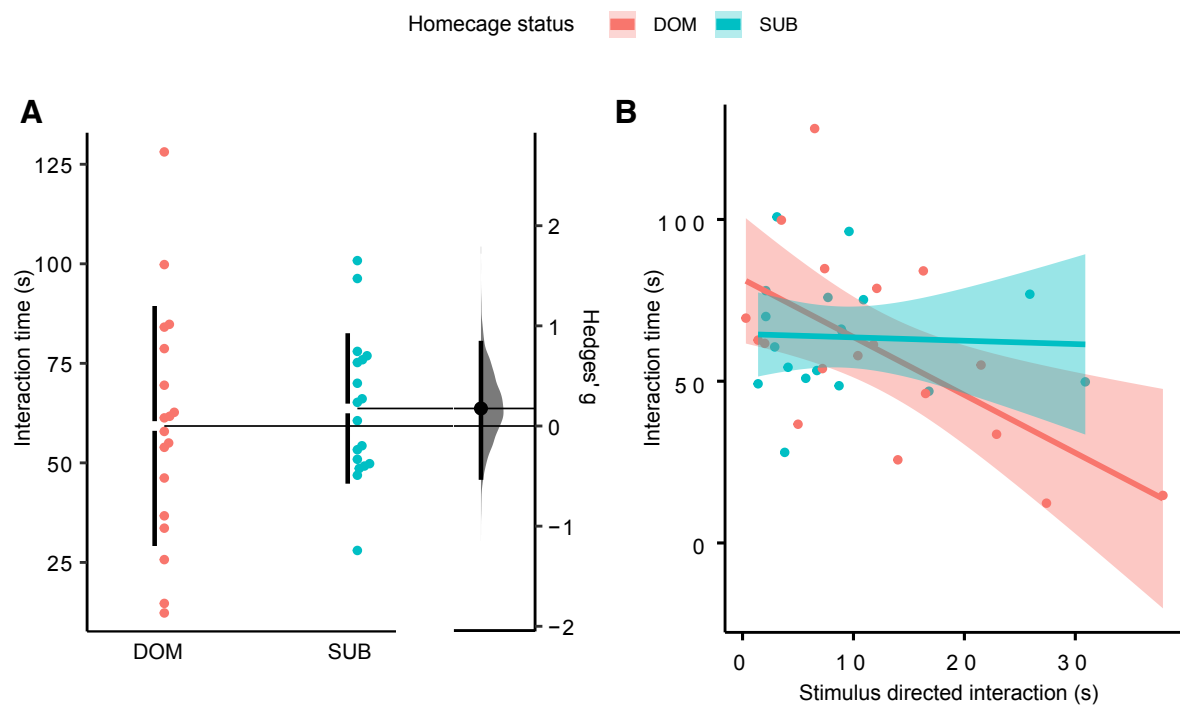 Homecage status DOM SUB
A
B
Interaction time (s)
125
100
75
50
25
DOM SUB
2
1
0
−1
−2
Hedges' g
Interaction time (s)
100
50
0
0 10 20 30
Stimulus directed interaction (s)